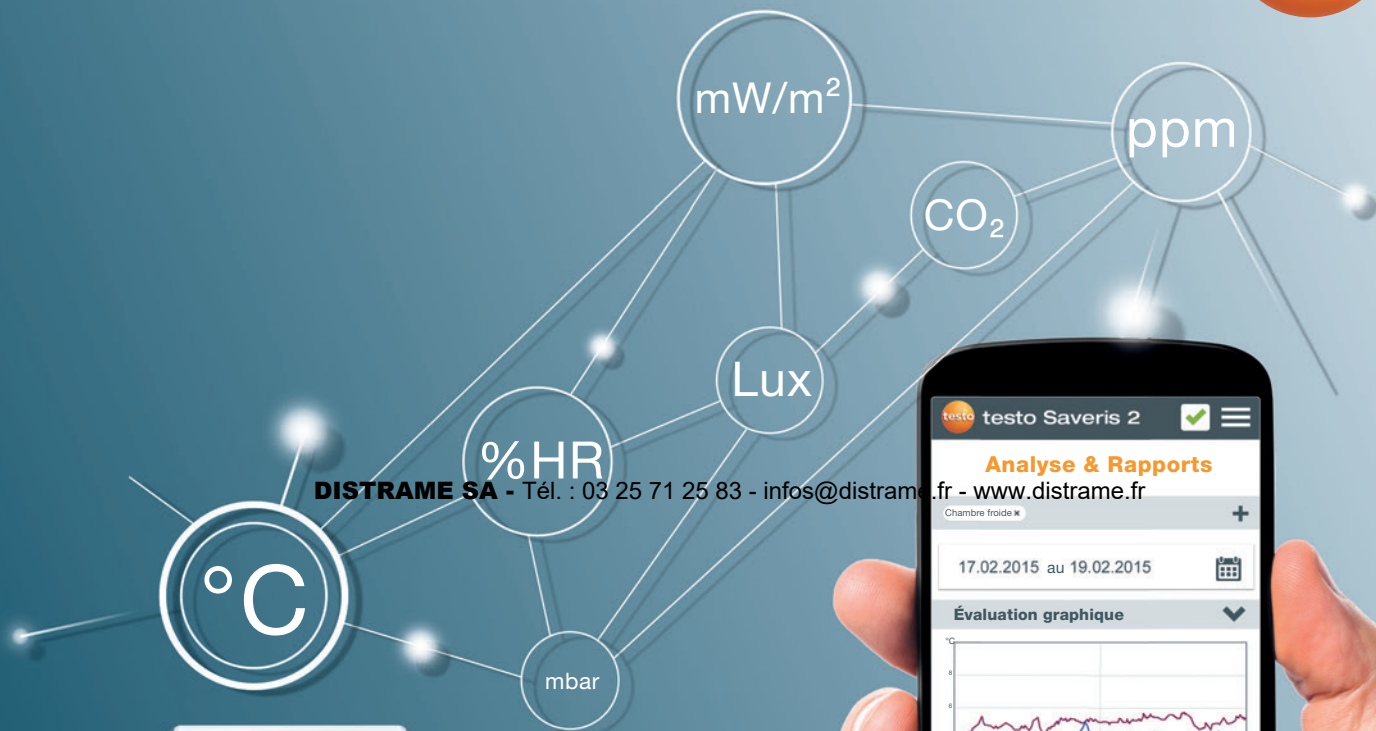 mW/m²
ppm
CO₂
Lux
%HR
°C
mbar
DISTRAME SA - Tél. : 03 25 71 25 83 - infos@distrame.fr - www.distrame.fr
testo testo Saveris 2
Analyse & Rapports
Chambre froide ×
17.02.2015 au 19.02.2015
Évaluation graphique
°C
8
6